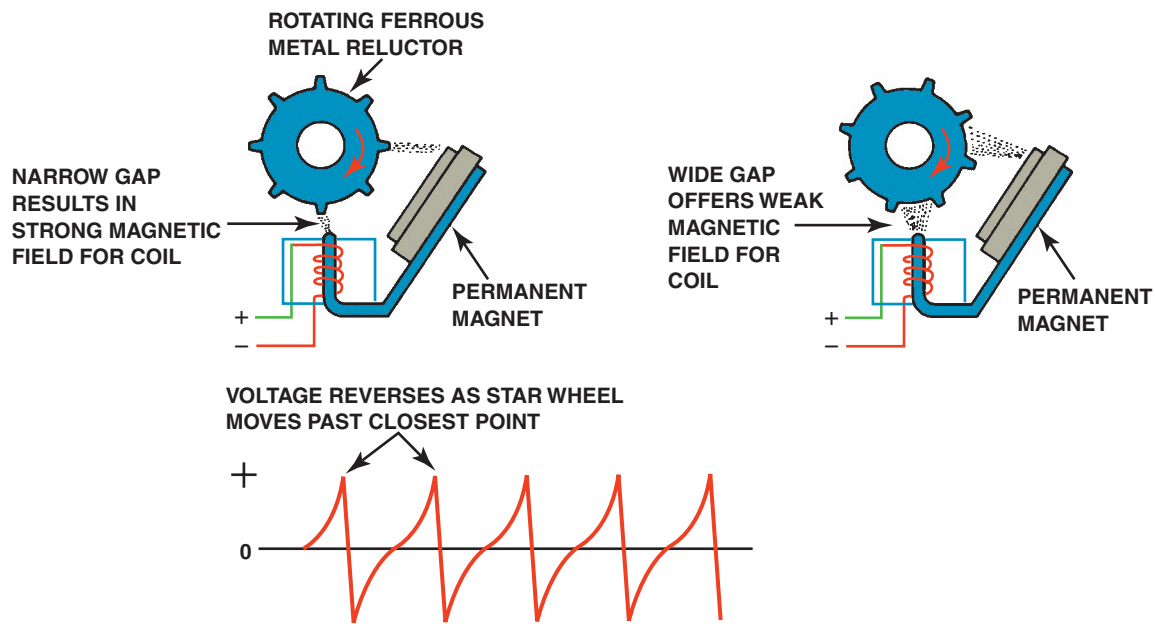 ROTATING FERROUS
METAL RELUCTOR
NARROW GAP
RESULTS IN
STRONG MAGNETIC
FIELD FOR COIL
PERMANENT
MAGNET
+
–
WIDE GAP
OFFERS WEAK
MAGNETIC
FIELD FOR
COIL
PERMANENT
MAGNET
+
–
VOLTAGE REVERSES AS STAR WHEEL
MOVES PAST CLOSEST POINT
+
0